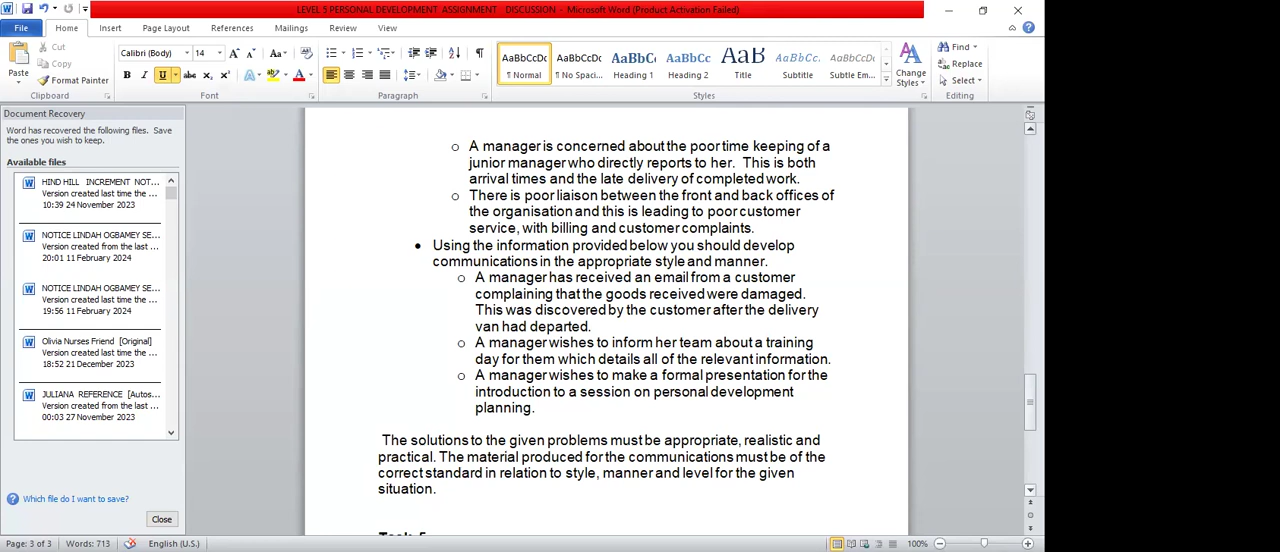 LEVEL 5 PERSONAL DEVELOPMENT ASSIGNMENT DISCUSSION - Microsoft Word (Product Activation Failed)
File Home Insert Page Layout References Mailings Review View
Paste
Cut
Copy
Format Painter
Clipboard
Calibri (Body) 14
Font
Paragraph
AaBbCcDc AaBbCcDc AaBbCc AaBbCc AaB AaBbCc. AaBbCcDc
¶ Normal ¶ No Spaci... Heading 1 Heading 2 Title Subtitle Subtle Em...
Change
Styles
Styles
Find
Replace
Select
Editing
Document Recovery
Word has recovered the following files. Save
the ones you wish to keep.
Available files
HIND HILL INCREMENT NOT...
Version created last time the ...
10:39 24 November 2023
NOTICE LINDAH OGBAMEY SE...
Version created from the last ...
20:01 11 February 2024
NOTICE LINDAH OGBAMEY SE...
Version created from the last ...
19:56 11 February 2024
Olivia Nurses Friend [Original]
Version created last time the ...
18:52 21 December 2023
JULIANA REFERENCE [Autos...
Version created from the last ...
00:03 27 November 2023
Which file do I want to save?
Close
o A manager is concerned about the poor time keeping of a
junior manager who directly reports to her. This is both
arrival times and the late delivery of completed work.
o There is poor liaison between the front and back offices of
the organisation and this is leading to poor customer
service, with billing and customer complaints.
• Using the information provided below you should develop
communications in the appropriate style and manner.
o A manager has received an email from a customer
complaining that the goods received were damaged.
This was discovered by the customer after the delivery
van had departed.
o A manager wishes to inform her team about a training
day for them which details all of the relevant information.
o A manager wishes to make a formal presentation for the
introduction to a session on personal development
planning.
The solutions to the given problems must be appropriate, realistic and
practical. The material produced for the communications must be of the
correct standard in relation to style, manner and level for the given
situation.
Task 5
Page: 3 of 3 Words: 713 English (U.S.) 100%